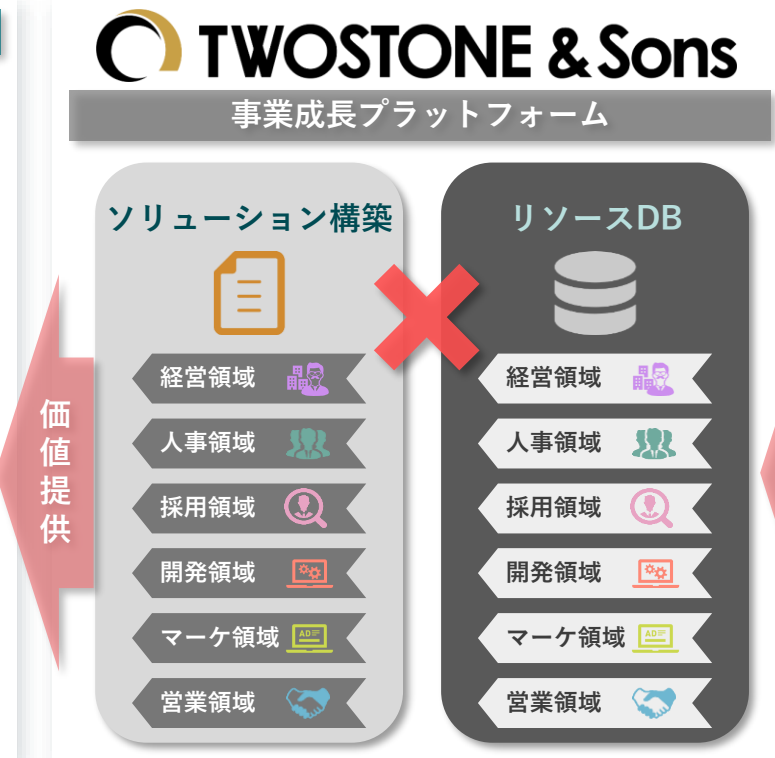 TWOSTONE & Sons
事業成長プラットフォーム
ソリューション構築
経営領域
人事領域
採用領域
開発領域
マーケ領域
AD
営業領域
リソースDB
経営領域
人事領域
採用領域
開発領域
マーケ領域
AD
営業領域
価値提供